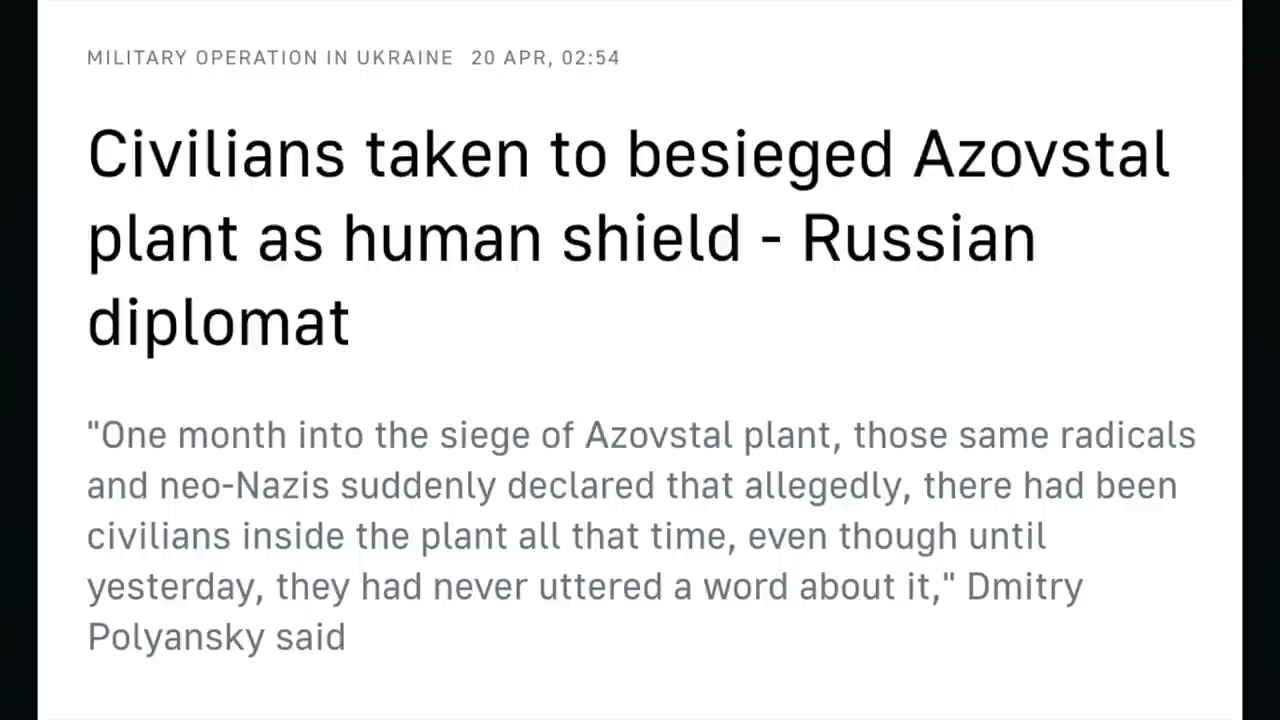 MILITARY OPERATION IN UKRAINE 20 APR, 02:54
Civilians taken to besieged Azovstal
plant as human shield - Russian
diplomat
"One month into the siege of Azovstal plant, those same radicals
and neo-Nazis suddenly declared that allegedly, there had been
civilians inside the plant all that time, even though until
yesterday, they had never uttered a word about it," Dmitry
Polyansky said